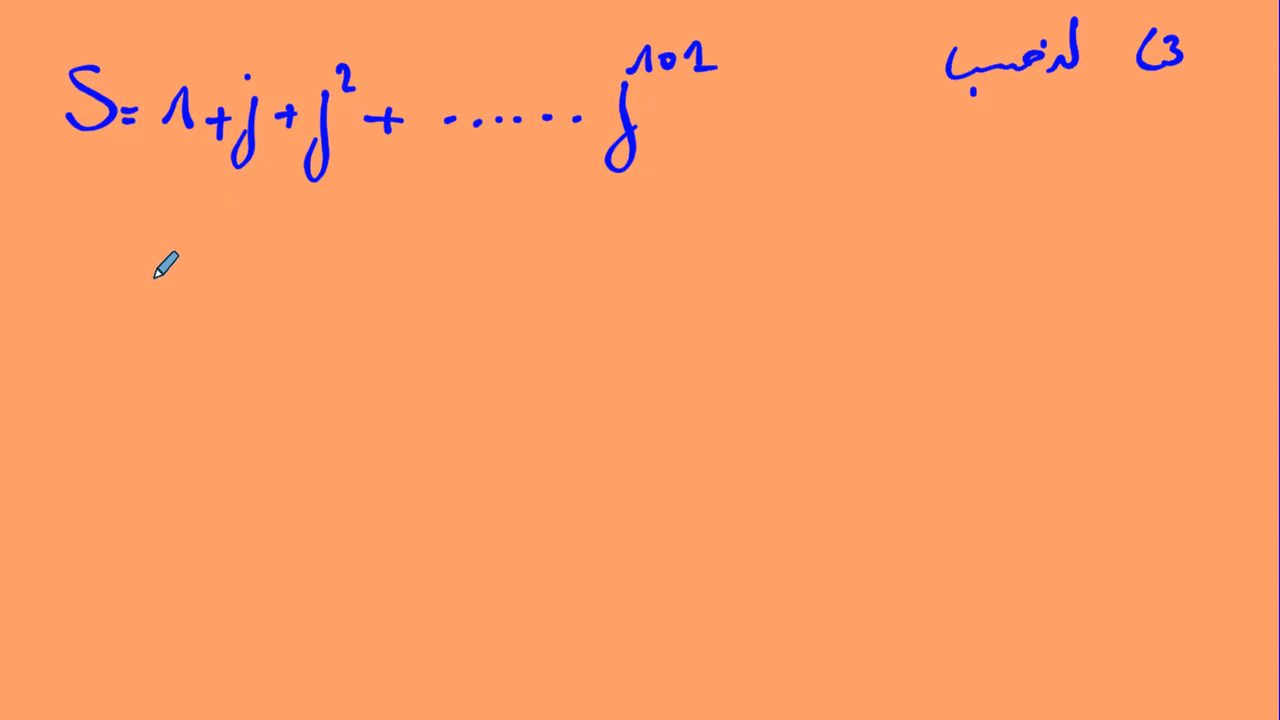 3) لنحسب
S = 1 + j + j² + ...... j¹⁰¹